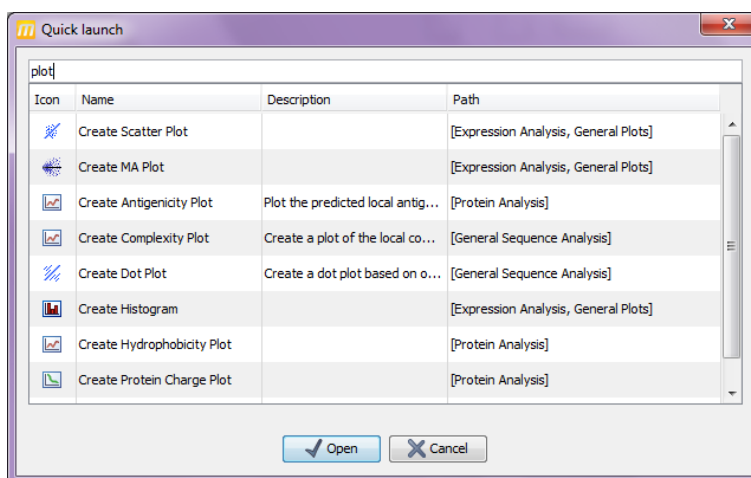 Quick launch
plot
Icon Name Description Path
Create Scatter Plot [Expression Analysis, General Plots]
Create MA Plot [Expression Analysis, General Plots]
Create Antigenicity Plot Plot the predicted local antig... [Protein Analysis]
Create Complexity Plot Create a plot of the local co... [General Sequence Analysis]
Create Dot Plot Create a dot plot based on o... [General Sequence Analysis]
Create Histogram [Expression Analysis, General Plots]
Create Hydrophobicity Plot [Protein Analysis]
Create Protein Charge Plot [Protein Analysis]
Open Cancel